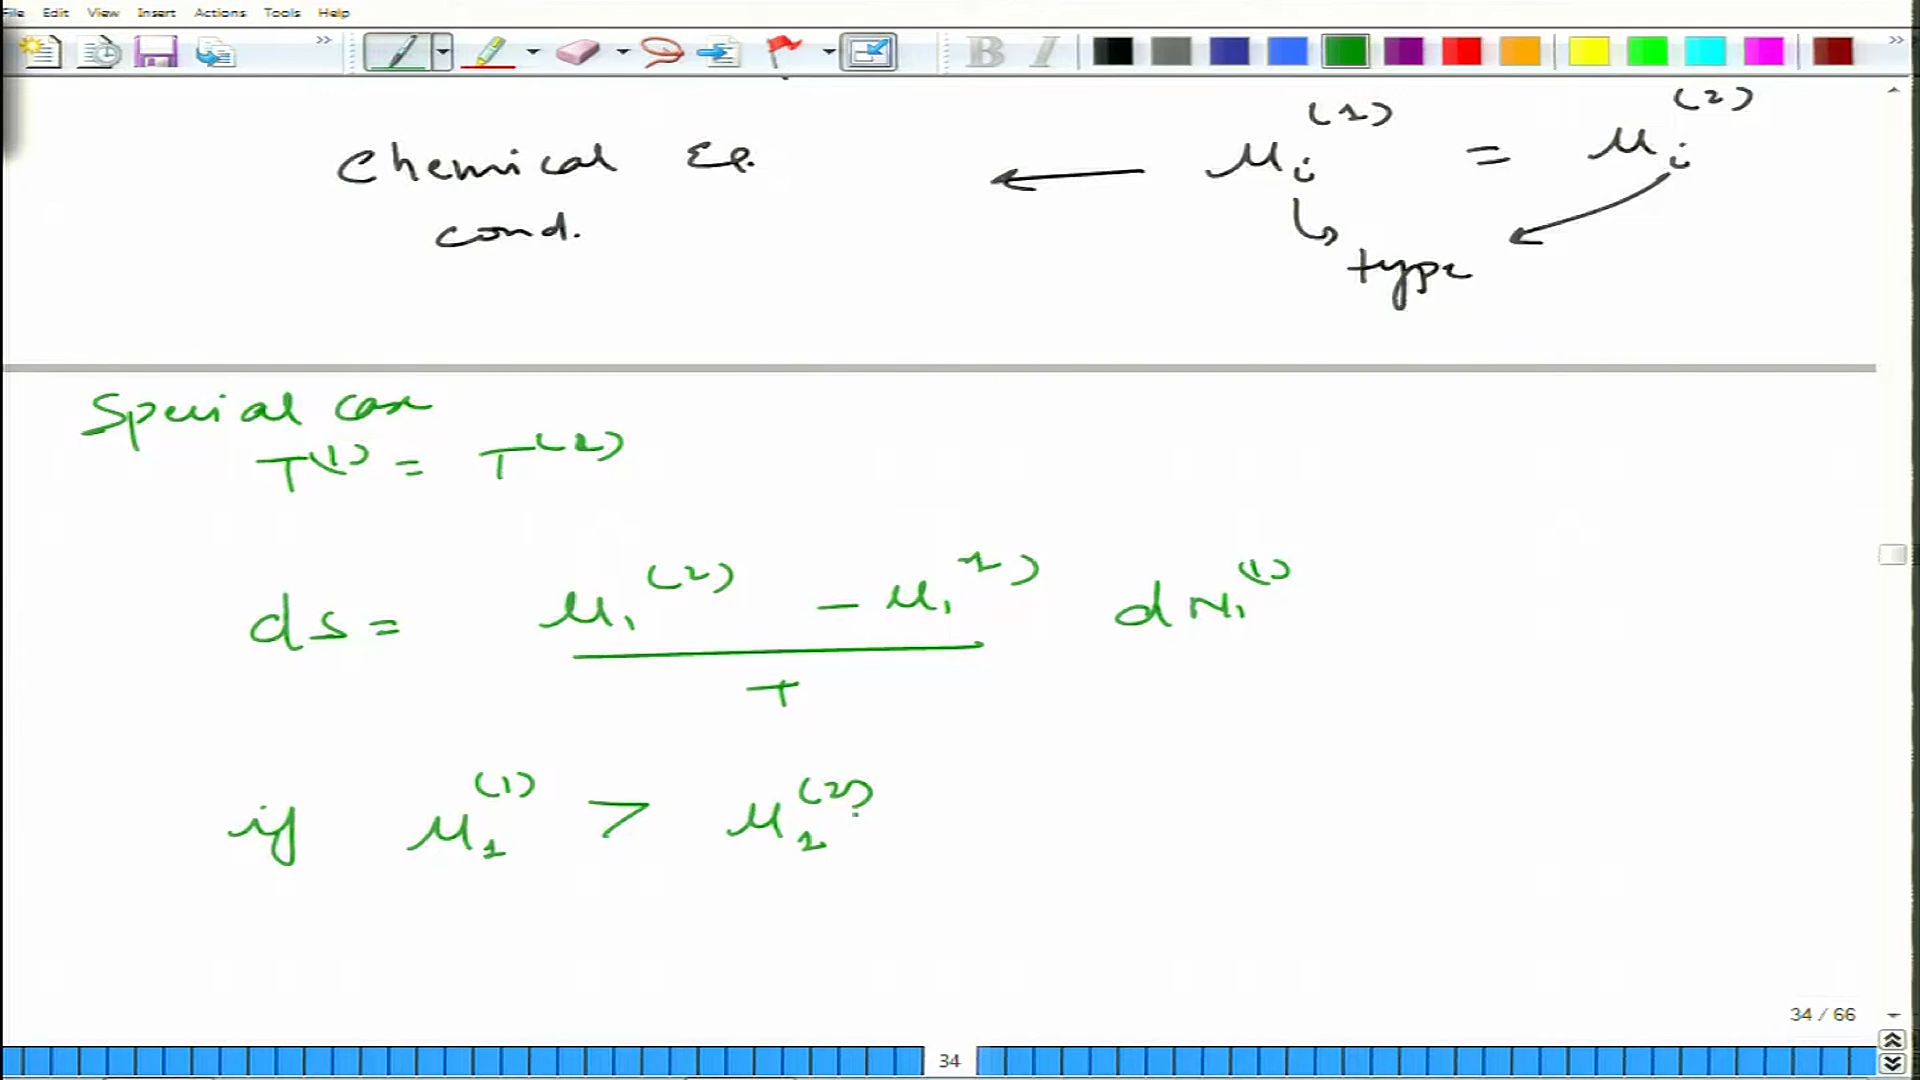 File Edit View Insert Actions Tools Help
B I
Chemical Eq. ← μᵢ⁽¹⁾ = μᵢ⁽²⁾
cond.
type
Special case
T⁽¹⁾ = T⁽²⁾
ds = (μ₁⁽²⁾ - μ₁⁽¹⁾) / T dN₁⁽¹⁾
if μ₁⁽¹⁾ > μ₁⁽²⁾
34 / 66
34